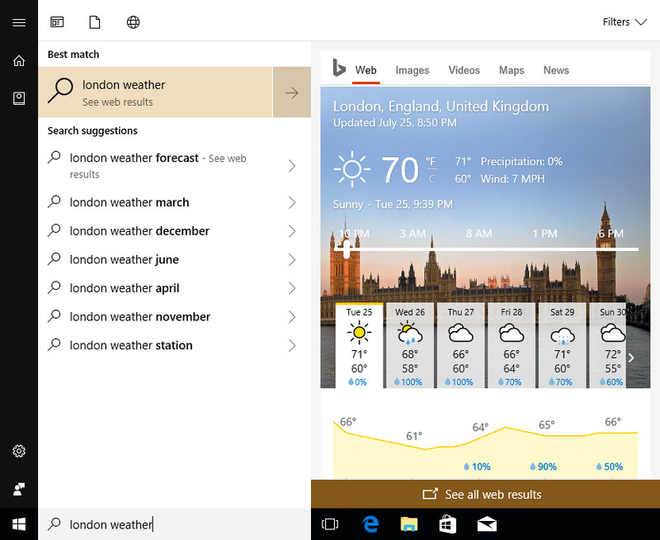 Filters
Best match
london weather
See web results
Search suggestions
london weather forecast - See web
results
london weather march
london weather december
london weather june
london weather april
london weather november
london weather station
london weather
Web Images Videos Maps News
London, England, United Kingdom
Updated July 25, 8:50 PM
70 °F 71° Precipitation: 0%
C 60° Wind: 7 MPH
Sunny · Tue 25, 9:39 PM
10 PM 3 AM 8 AM 1 PM 6 PM
Tue 25 Wed 26 Thu 27 Fri 28 Sat 29 Sun 30
71° 68° 66° 66° 71° 72°
60° 58° 60° 64° 60° 55°
0% 100% 100% 70% 70% 60%
66° 61° 64° 65° 66°
10% 90% 50%
See all web results